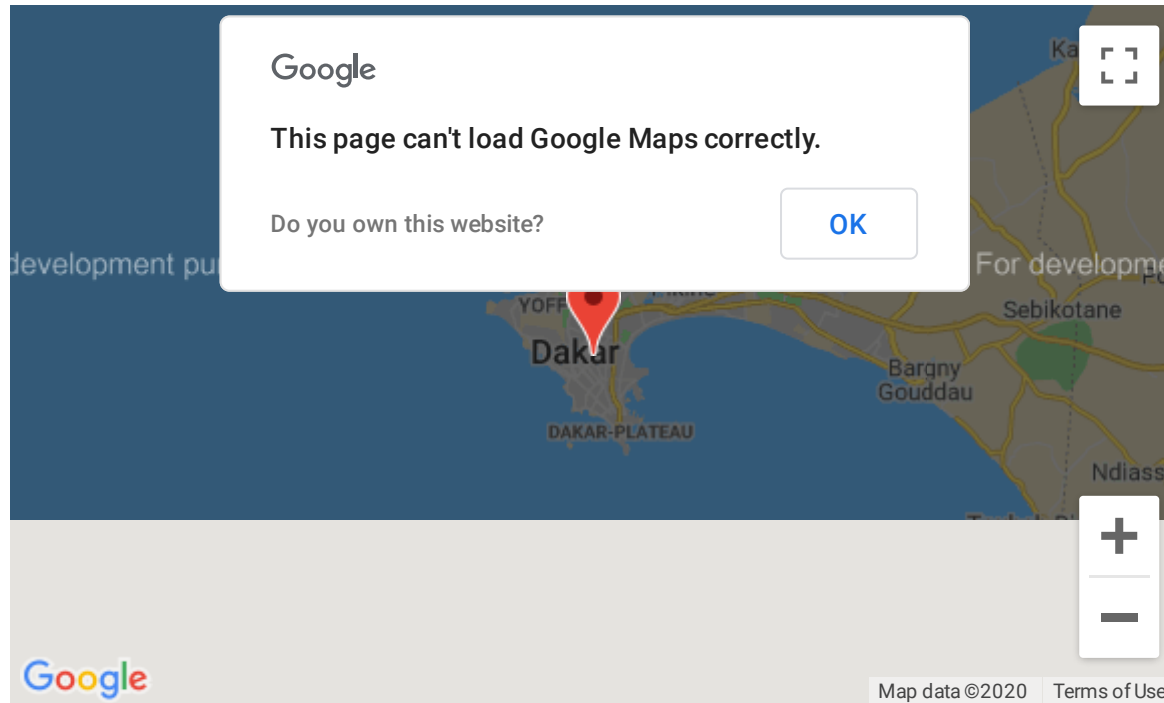 Google
This page can't load Google Maps correctly.
Do you own this website?
OK
Ka
development pu
For developme
YOFF
Sebikotane
Dakar
Bargny
Gouddau
DAKAR-PLATEAU
Ndiass
Google
Map data ©2020
Terms of Use